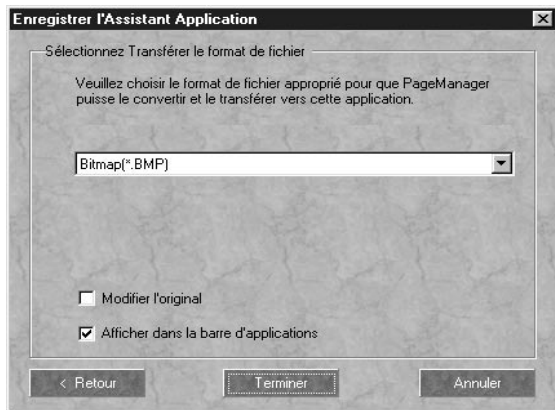 Enregistrer l'Assistant Application
Sélectionnez Transférer le format de fichier
Veuillez choisir le format de fichier approprié pour que PageManager
puisse le convertir et le transférer vers cette application.
Bitmap(*.BMP)
Modifier l'original
Afficher dans la barre d'applications
< Retour
Terminer
Annuler